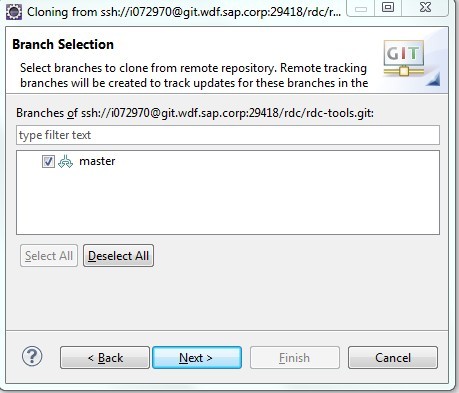 Cloning from ssh://i072970@git.wdf.sap.corp:29418/rdc/r...
Branch Selection
Select branches to clone from remote repository. Remote tracking
branches will be created to track updates for these branches in the
GIT
Branches of ssh://i072970@git.wdf.sap.corp:29418/rdc/rdc-tools.git:
type filter text
master
Select All Deselect All
? < Back Next > Finish Cancel